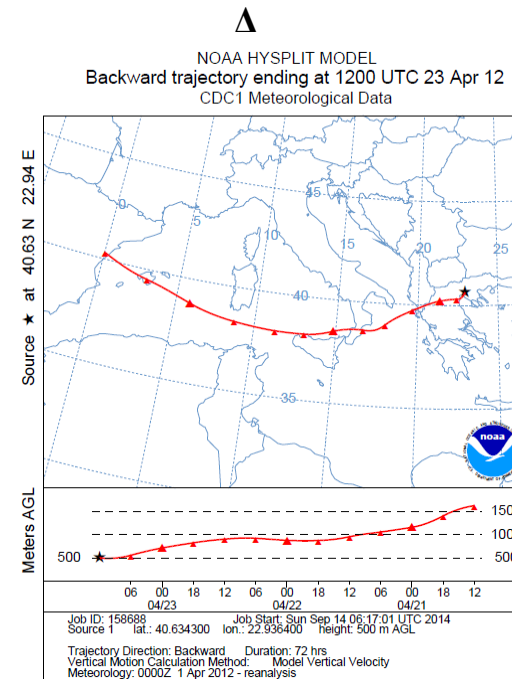 Δ
NOAA HYSPLIT MODEL
Backward trajectory ending at 1200 UTC 23 Apr 12
CDC1 Meteorological Data
Source ★ at 40.63 N 22.94 E
0
5
45
15
20
25
40
35
noaa
Meters AGL
150
100
500
500
06 00 18 12 06 00 18 12 06 00 18 12
04/23 04/22 04/21
Job ID: 158688 Job Start: Sun Sep 14 06:17:01 UTC 2014
Source 1 lat.: 40.634300 lon.: 22.936400 height: 500 m AGL
Trajectory Direction: Backward Duration: 72 hrs
Vertical Motion Calculation Method: Model Vertical Velocity
Meteorology: 0000Z 1 Apr 2012 - reanalysis